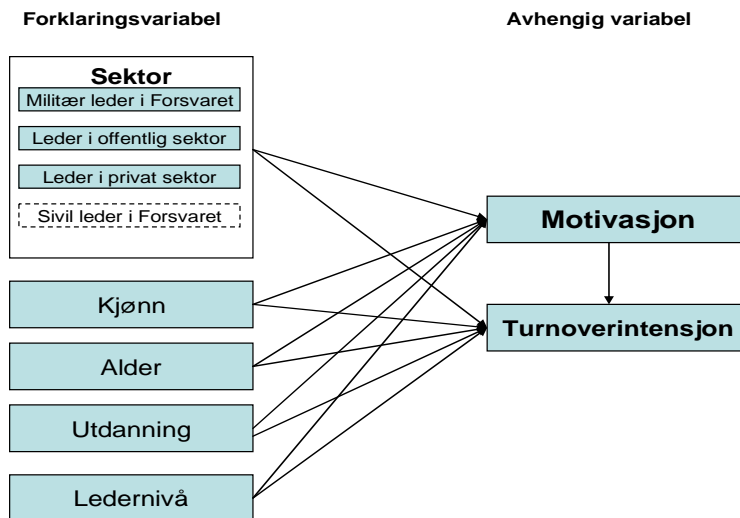 Forklaringsvariabel
Avhengig variabel
Sektor
Militær leder i Forsvaret
Leder i offentlig sektor
Leder i privat sektor
Sivil leder i Forsvaret
Kjønn
Alder
Utdanning
Ledernivå
Motivasjon
Turnoverintensjon